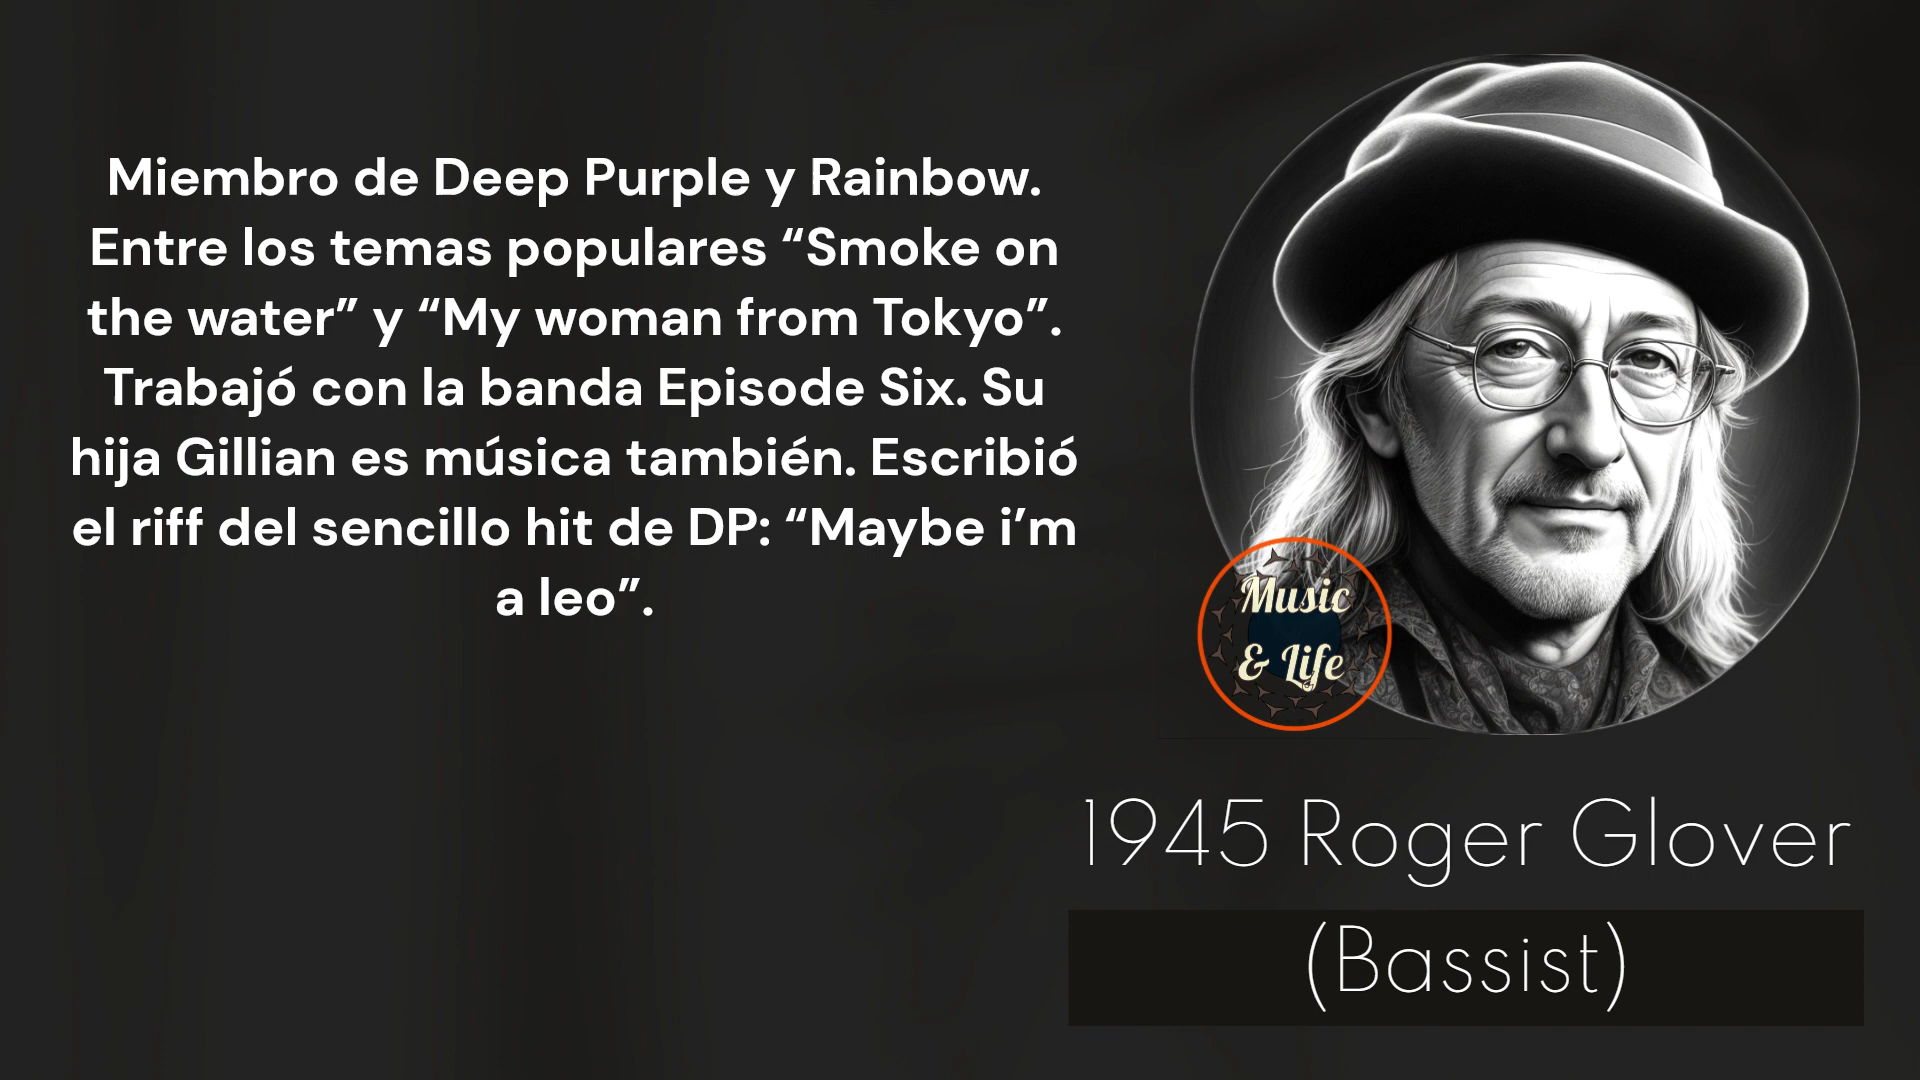 Miembro de Deep Purple y Rainbow.
Entre los temas populares “Smoke on
the water” y “My woman from Tokyo”.
Trabajó con la banda Episode Six. Su
hija Gillian es música también. Escribió
el riff del sencillo hit de DP: “Maybe i’m
a leo”.
Music
& Life
1945 Roger Glover
(Bassist)